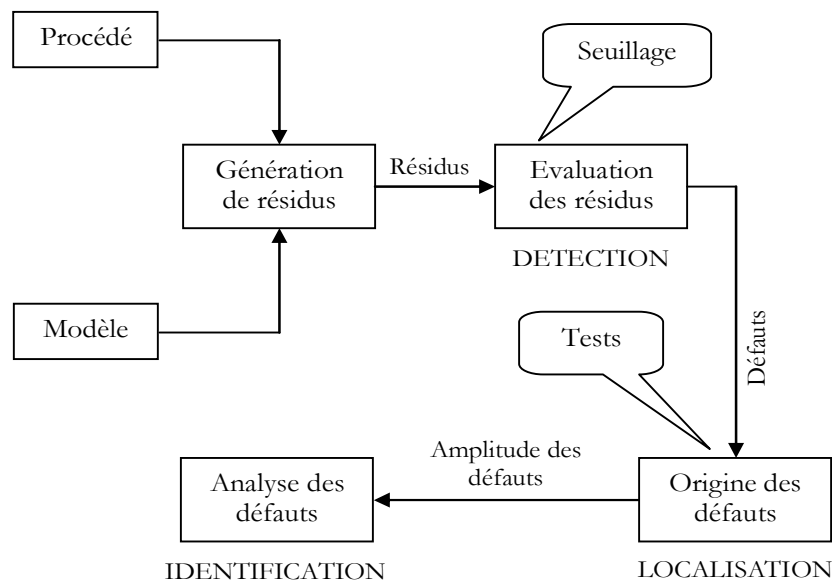 Procédé
Seuillage
Génération
de résidus
Résidus
Evaluation
des résidus
DETECTION
Modèle
Tests
Défauts
Amplitude des
défauts
Analyse des
défauts
Origine des
défauts
IDENTIFICATION
LOCALISATION